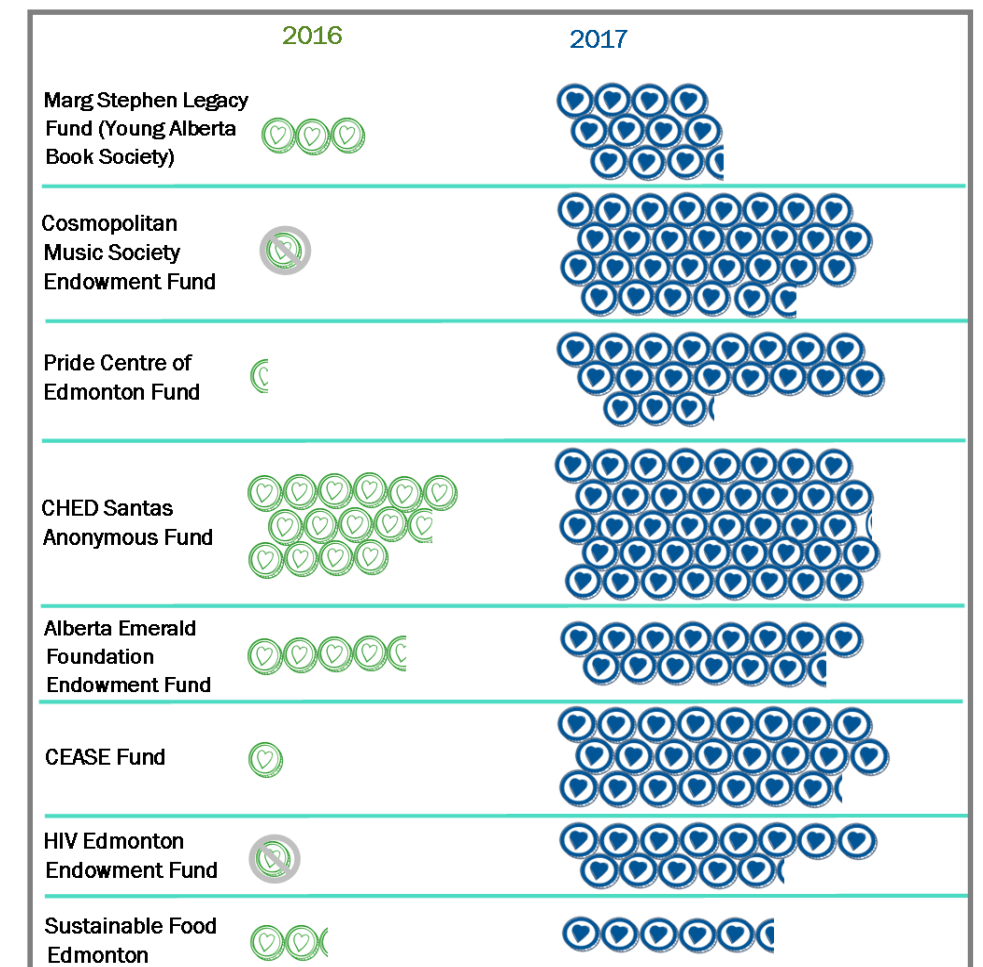 2016
2017
Marg Stephen Legacy
Fund (Young Alberta
Book Society)
Cosmopolitan
Music Society
Endowment Fund
Pride Centre of
Edmonton Fund
CHED Santas
Anonymous Fund
Alberta Emerald
Foundation
Endowment Fund
CEASE Fund
HIV Edmonton
Endowment Fund
Sustainable Food
Edmonton